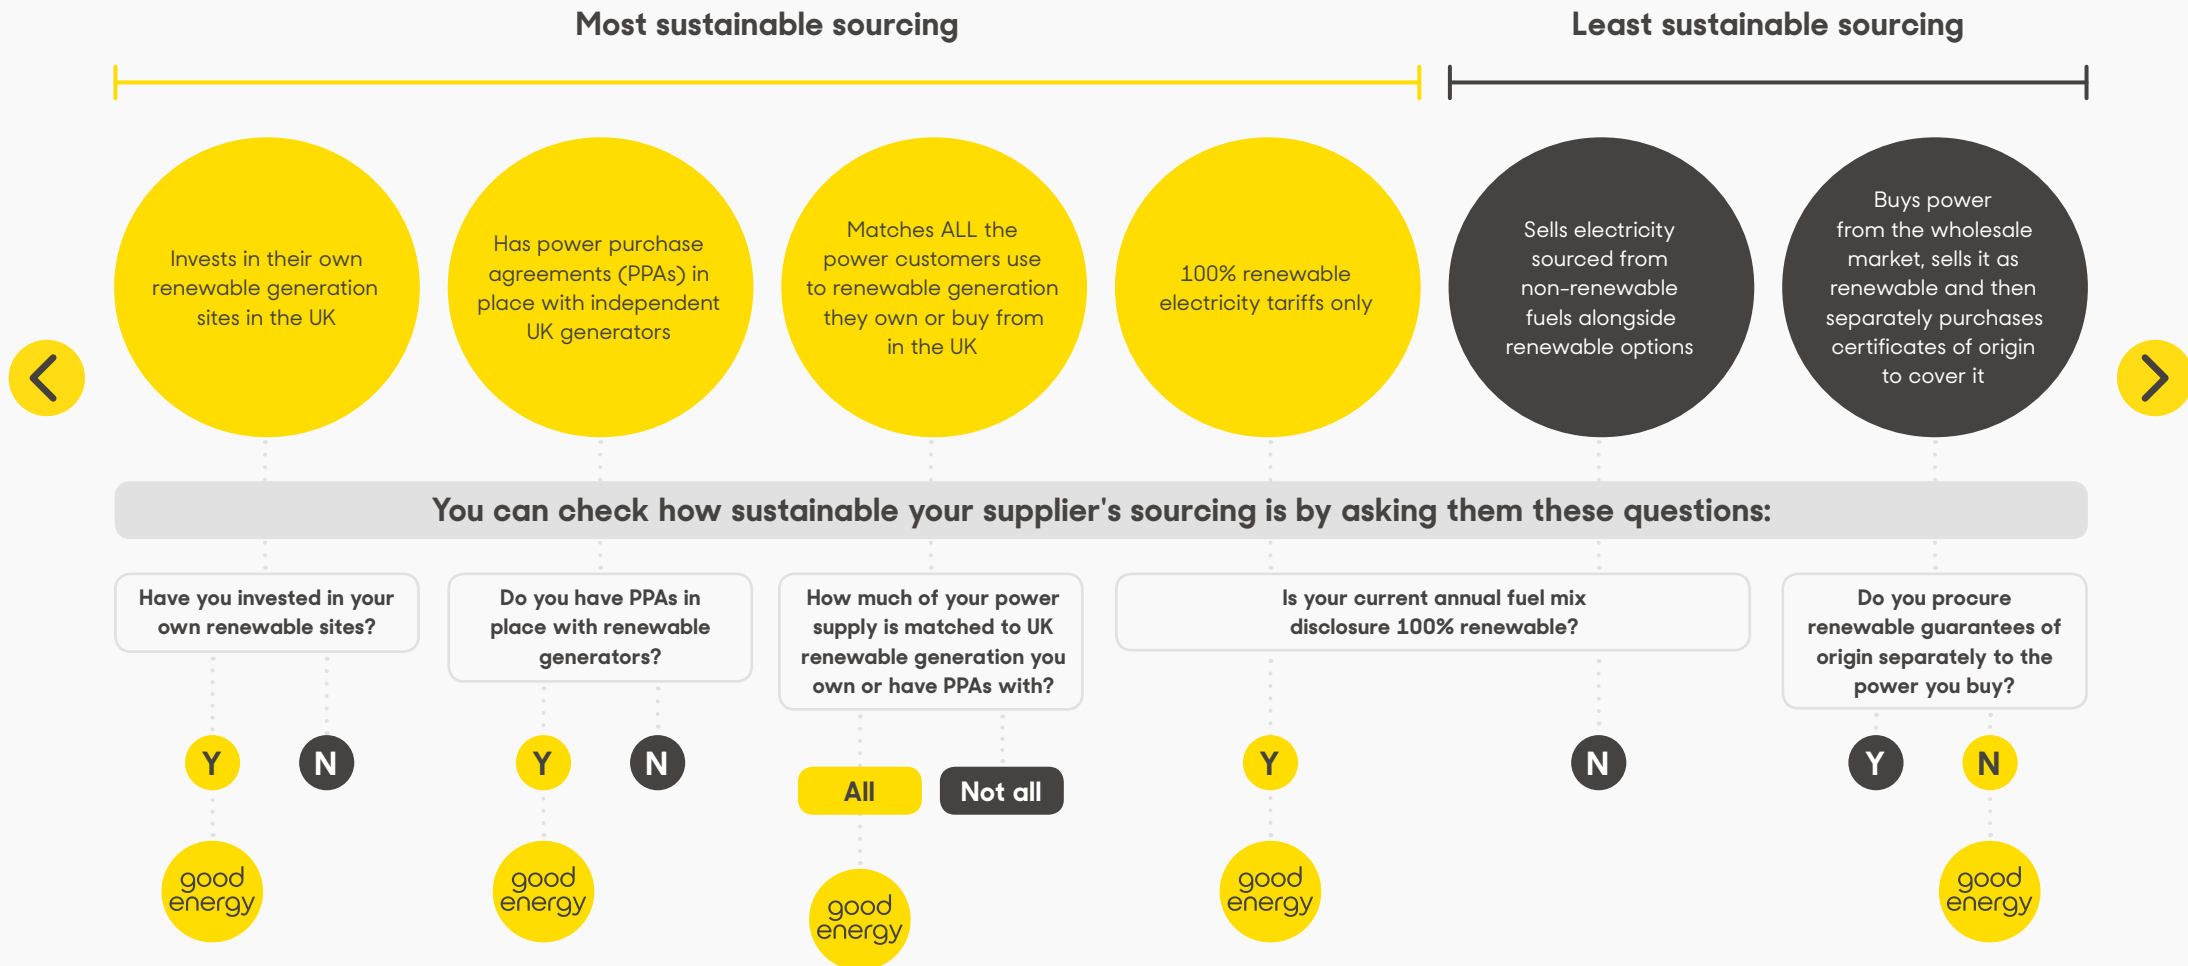 Most sustainable sourcing
Least sustainable sourcing
Invests in their own
renewable generation
sites in the UK
Has power purchase
agreements (PPAs) in
place with independent
UK generators
Matches ALL the
power customers use
to renewable generation
they own or buy from
in the UK
100% renewable
electricity tariffs only
Sells electricity
sourced from
non-renewable
fuels alongside
renewable options
Buys power
from the wholesale
market, sells it as
renewable and then
separately purchases
certificates of origin
to cover it
You can check how sustainable your supplier's sourcing is by asking them these questions:
Have you invested in your
own renewable sites?
Do you have PPAs in
place with renewable
generators?
How much of your power
supply is matched to UK
renewable generation you
own or have PPAs with?
Is your current annual fuel mix
disclosure 100% renewable?
Do you procure
renewable guarantees of
origin separately to the
power you buy?
Y
N
Y
N
All
Not all
Y
N
Y
N
good
energy
good
energy
good
energy
good
energy
good
energy